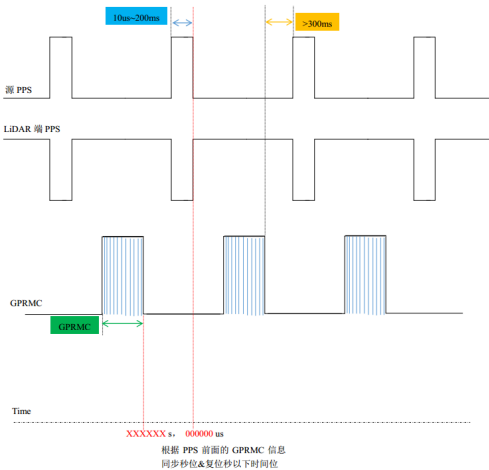 10us~200ms
>300ms
源 PPS
LiDAR 端 PPS
GPRMC
GPRMC
Time
XXXXXX s， 000000 us
根据 PPS 前面的 GPRMC 信息
同步秒位&复位秒以下时间位